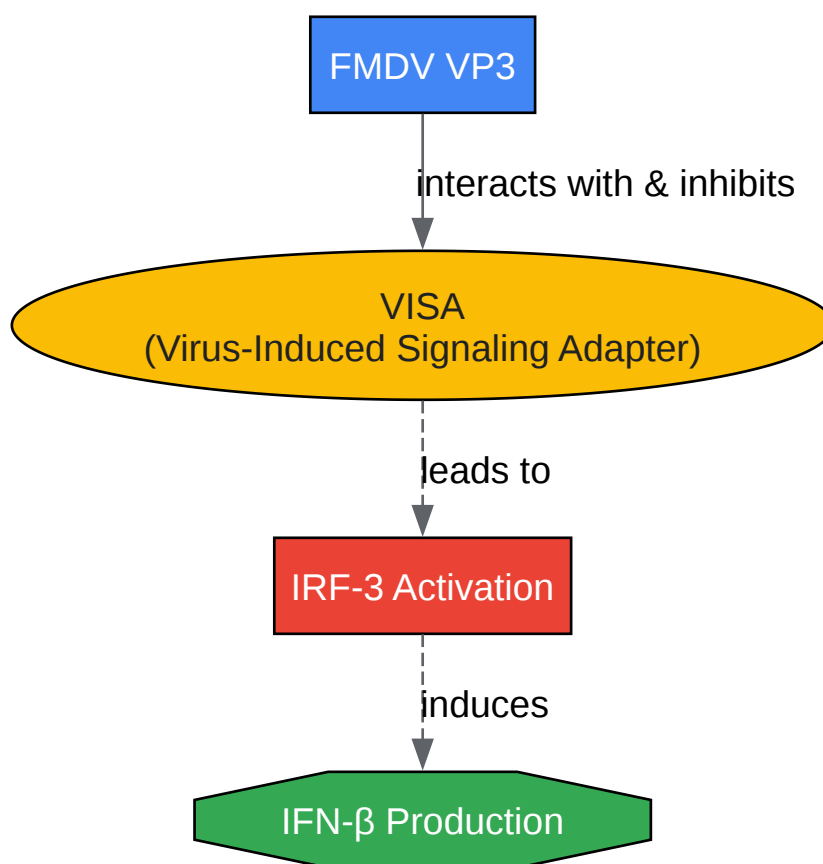 FMDV VP3
interacts with & inhibits
VISA
(Virus-Induced Signaling Adapter)
leads to
IRF-3 Activation
induces
IFN-β Production